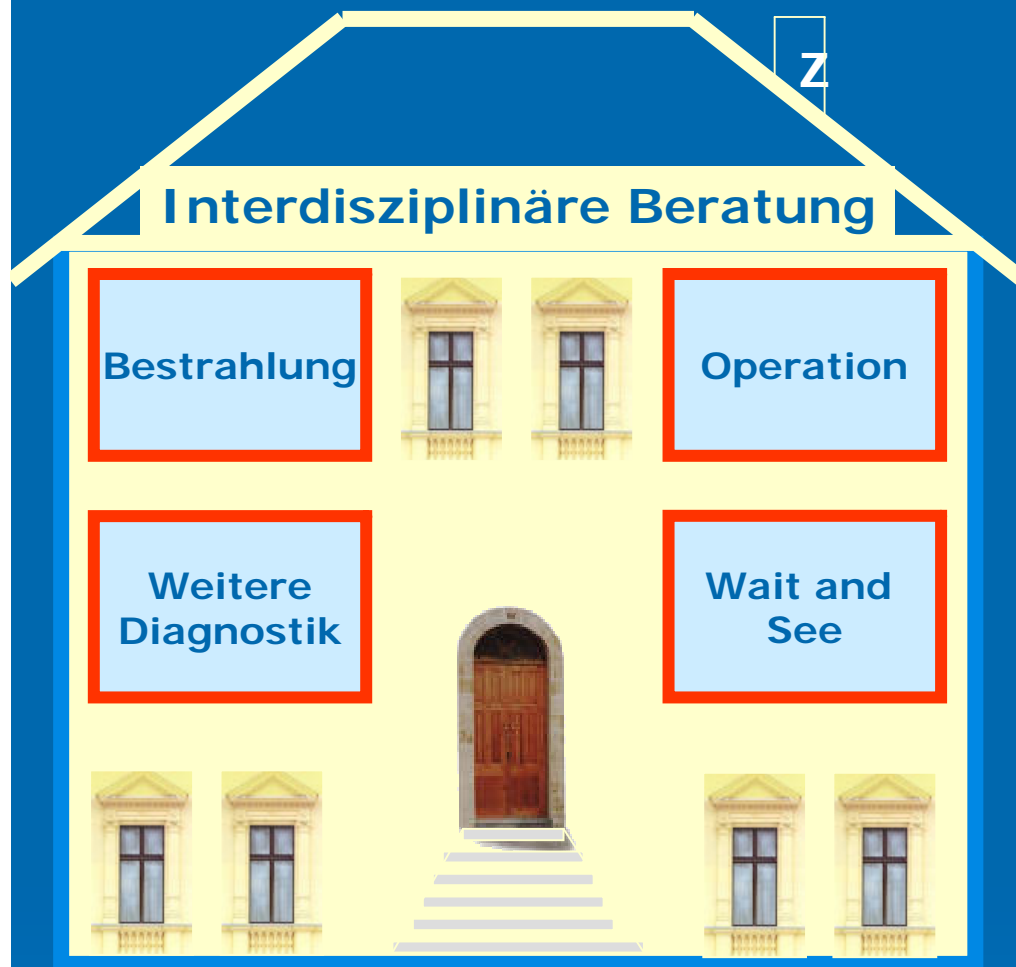 Z
Interdisziplinäre Beratung
Bestrahlung
Operation
Weitere
Diagnostik
Wait and
See